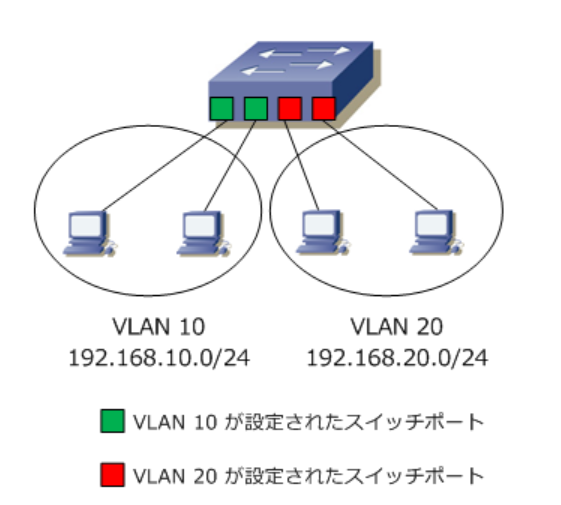 VLAN 10
VLAN 20
192.168.10.0/24
192.168.20.0/24
VLAN 10 が設定されたスイッチポート
VLAN 20 が設定されたスイッチポート